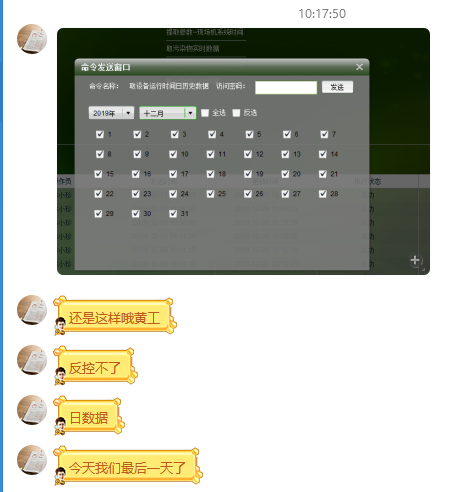 10:17:50
提取参数--现场机系统时间
取污染物实时数据
命令发送窗口
命令名称: 取设备运行时间日历史数据 访问密码: 发送
2019年 十二月 全选 反选
1 2 3 4 5 6 7
8 9 10 11 12 13 14
15 16 17 18 19 20 21
22 23 24 25 26 27 28
29 30 31
还是这样哦黄工
反控不了
日数据
今天我们最后一天了